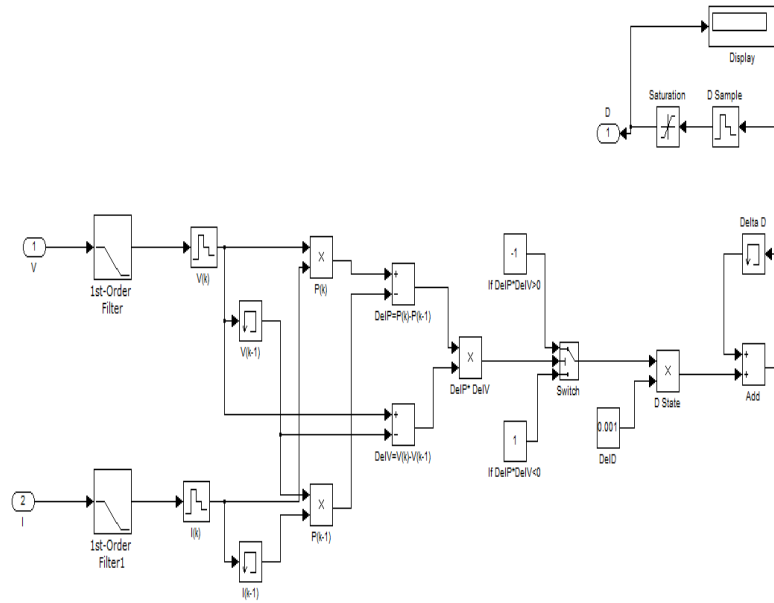 Display
D
Saturation
D Sample
1
1
V
1st-Order
Filter
V(k)
X
P(k)
+
−
DelP=P(k)-P(k-1)
-1
If DelP*DelV>0
Delta D
V(k-1)
X
DelP* DelV
Switch
X
D State
+
+
Add
+
−
DelV=V(k)-V(k-1)
1
If DelP*DelV<0
0.001
DelD
2
I
1st-Order
Filter1
I(k)
X
P(k-1)
I(k-1)